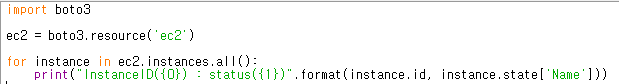 import boto3
ec2 = boto3.resource('ec2')
for instance in ec2.instances.all():
    print("InstanceID({0}) : status({1})".format(instance.id, instance.state['Name']))